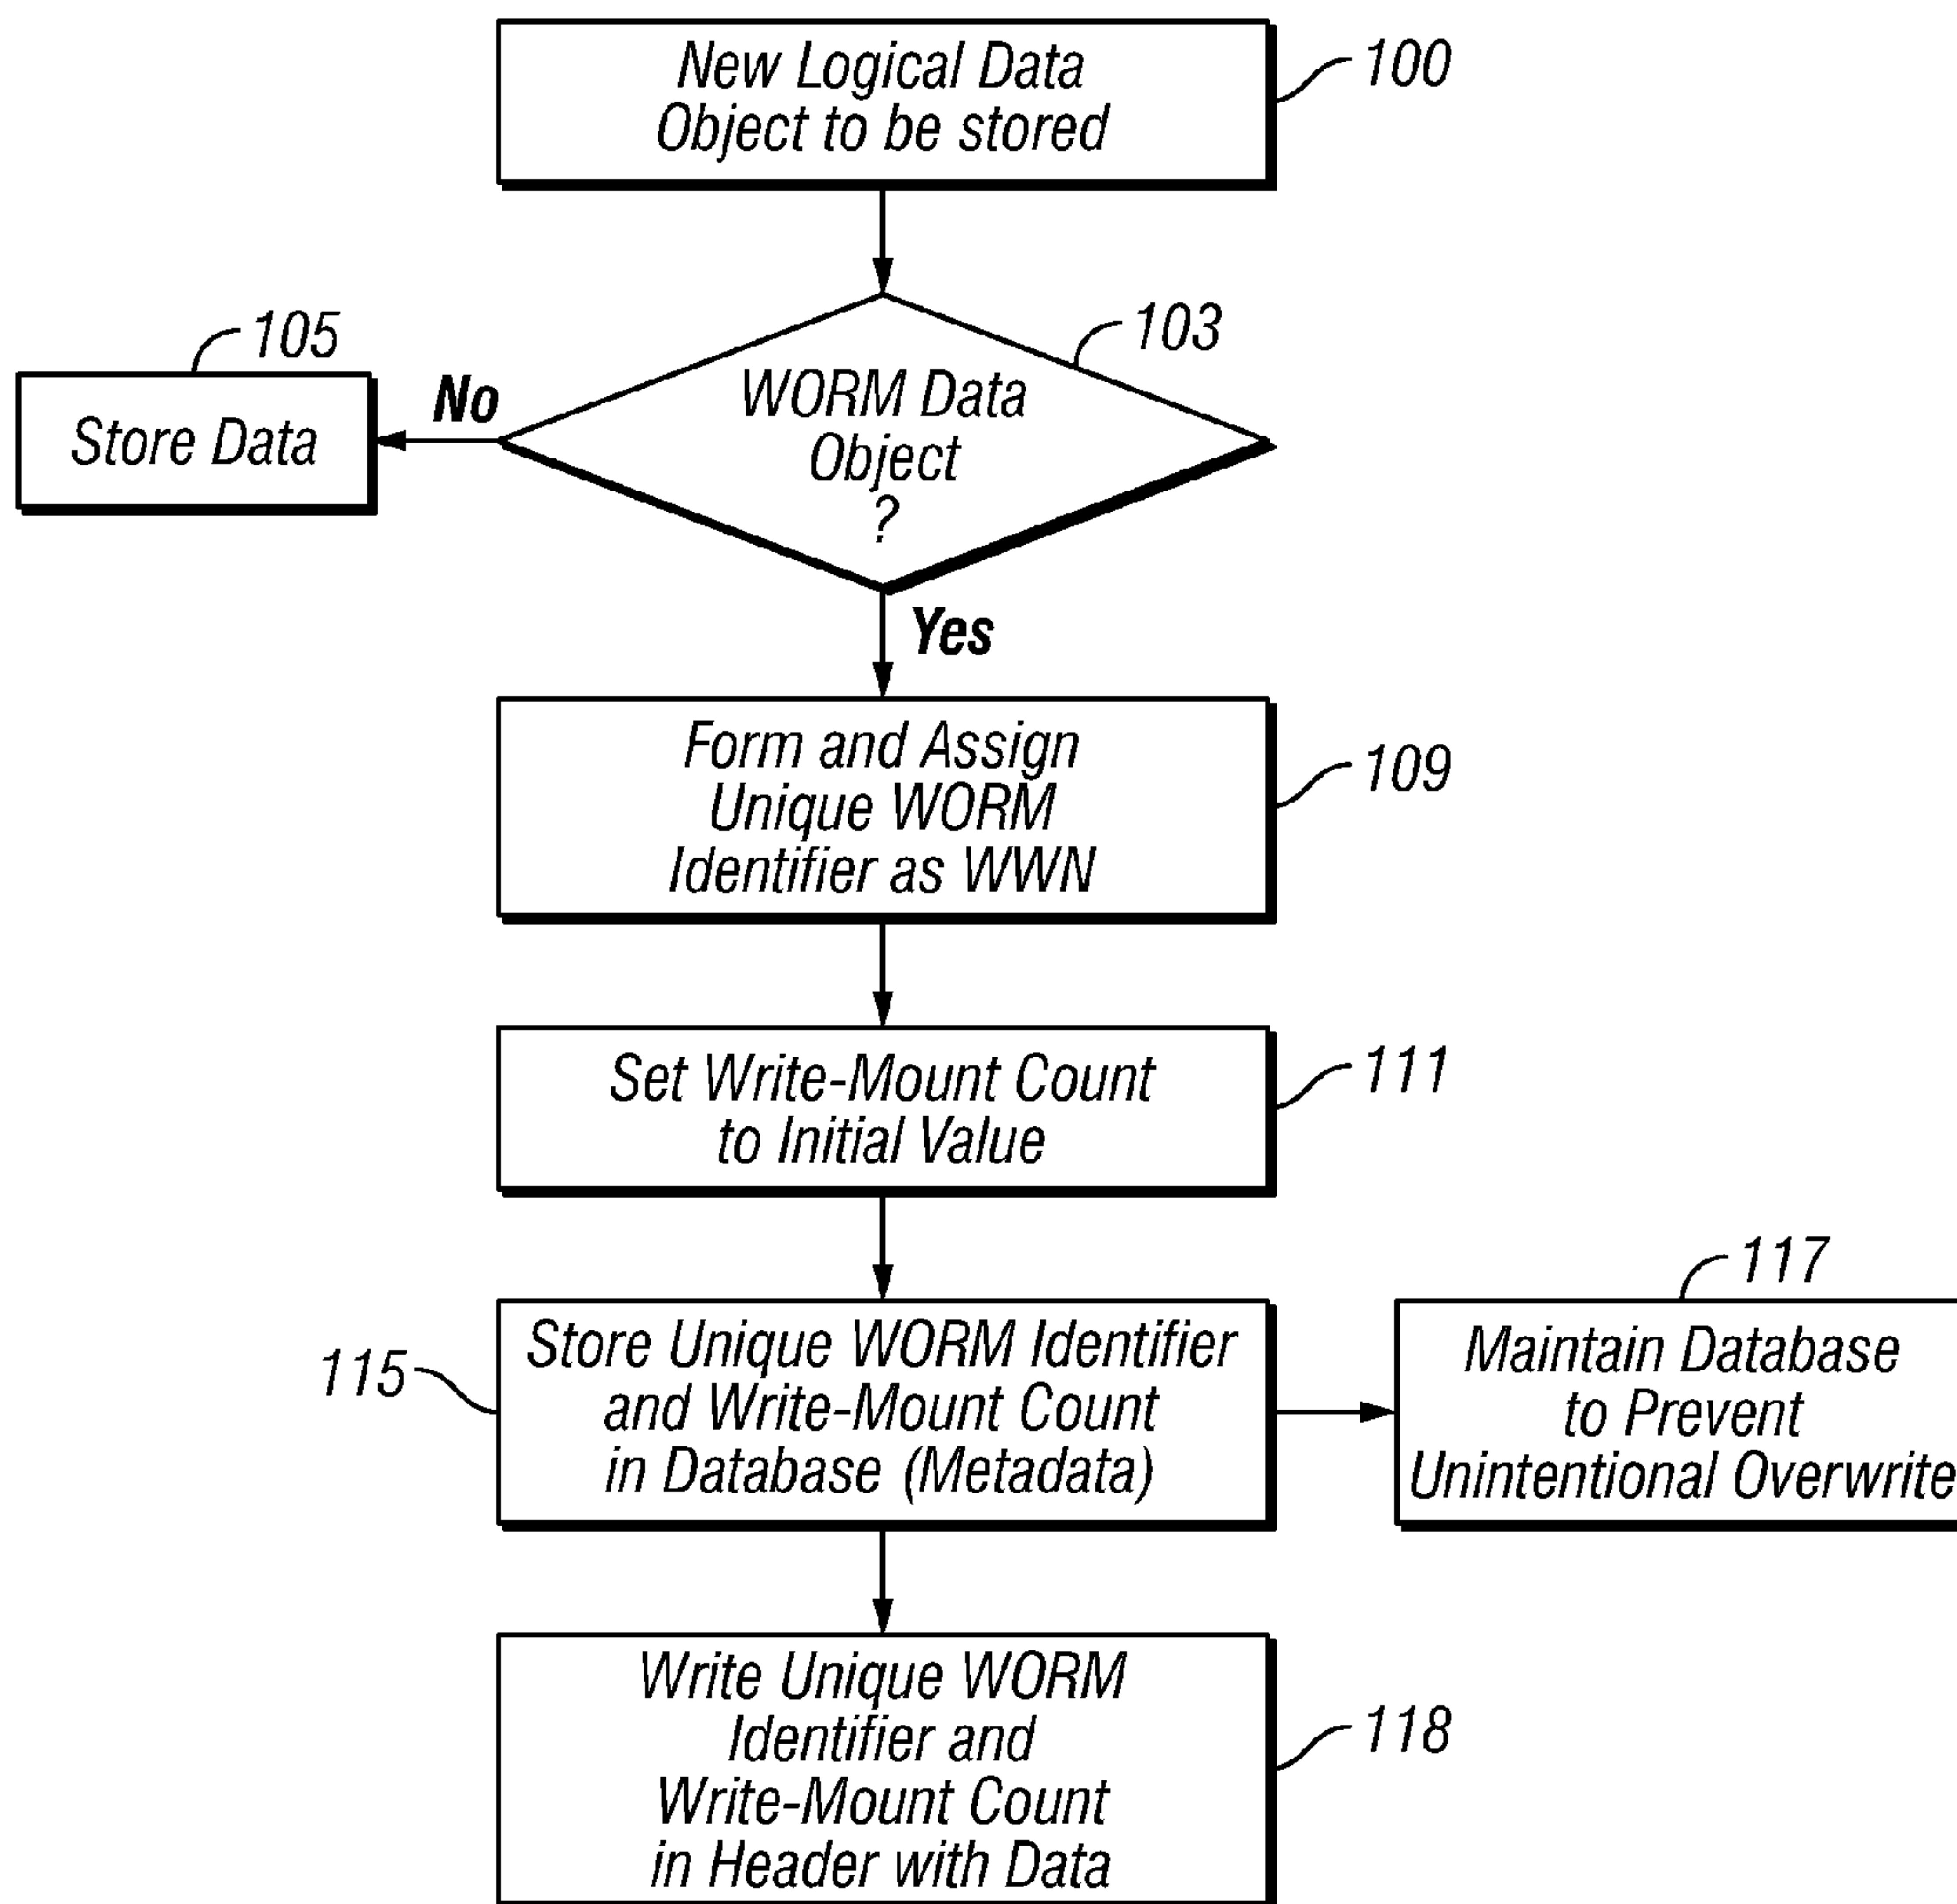 New Logical Data
Object to be stored
100
105
103
Store Data
No
WORM Data
Object
?
Yes
Form and Assign
Unique WORM
Identifier as WWN
109
Set Write-Mount Count
to Initial Value
111
115
Store Unique WORM Identifier
and Write-Mount Count
in Database (Metadata)
117
Maintain Database
to Prevent
Unintentional Overwrite
Write Unique WORM
Identifier and
Write-Mount Count
in Header with Data
118